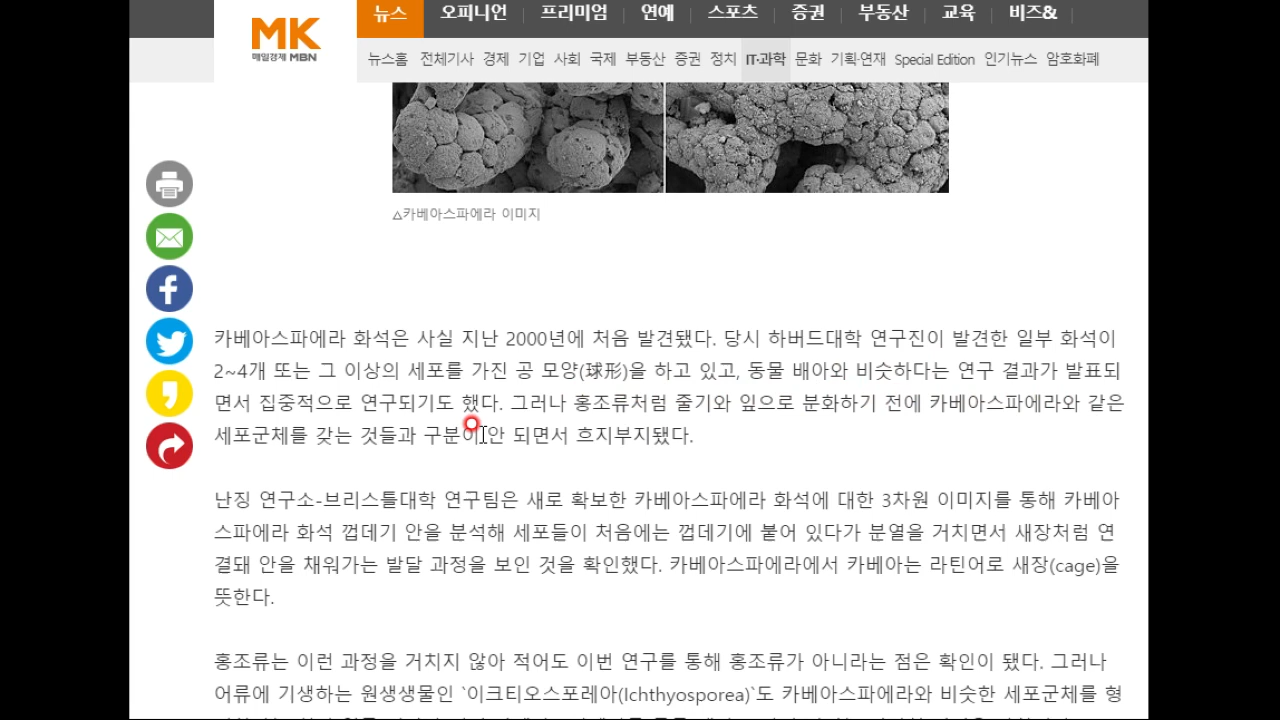 뉴스 오피니언 프리미엄 연예 스포츠 증권 부동산 교육 비즈&
MK
매일경제 MBN
뉴스홈 전체기사 경제 기업 사회 국제 부동산 증권 정치 IT·과학 문화 기획·연재 Special Edition 인기뉴스 암호화폐
△카베아스파에라 이미지
카베아스파에라 화석은 사실 지난 2000년에 처음 발견됐다. 당시 하버드대학 연구진이 발견한 일부 화석이
2~4개 또는 그 이상의 세포를 가진 공 모양(球形)을 하고 있고, 동물 배아와 비슷하다는 연구 결과가 발표되
면서 집중적으로 연구되기도 했다. 그러나 홍조류처럼 줄기와 잎으로 분화하기 전에 카베아스파에라와 같은
세포군체를 갖는 것들과 구분이 안 되면서 흐지부지됐다.
난징 연구소-브리스틀대학 연구팀은 새로 확보한 카베아스파에라 화석에 대한 3차원 이미지를 통해 카베아
스파에라 화석 껍데기 안을 분석해 세포들이 처음에는 껍데기에 붙어 있다가 분열을 거치면서 새장처럼 연
결돼 안을 채워가는 발달 과정을 보인 것을 확인했다. 카베아스파에라에서 카베아는 라틴어로 새장(cage)을
뜻한다.
홍조류는 이런 과정을 거치지 않아 적어도 이번 연구를 통해 홍조류가 아니라는 점은 확인이 됐다. 그러나
어류에 기생하는 원생생물인 `이크티오스포레아(Ichthyosporea)`도 카베아스파에라와 비슷한 세포군체를 형